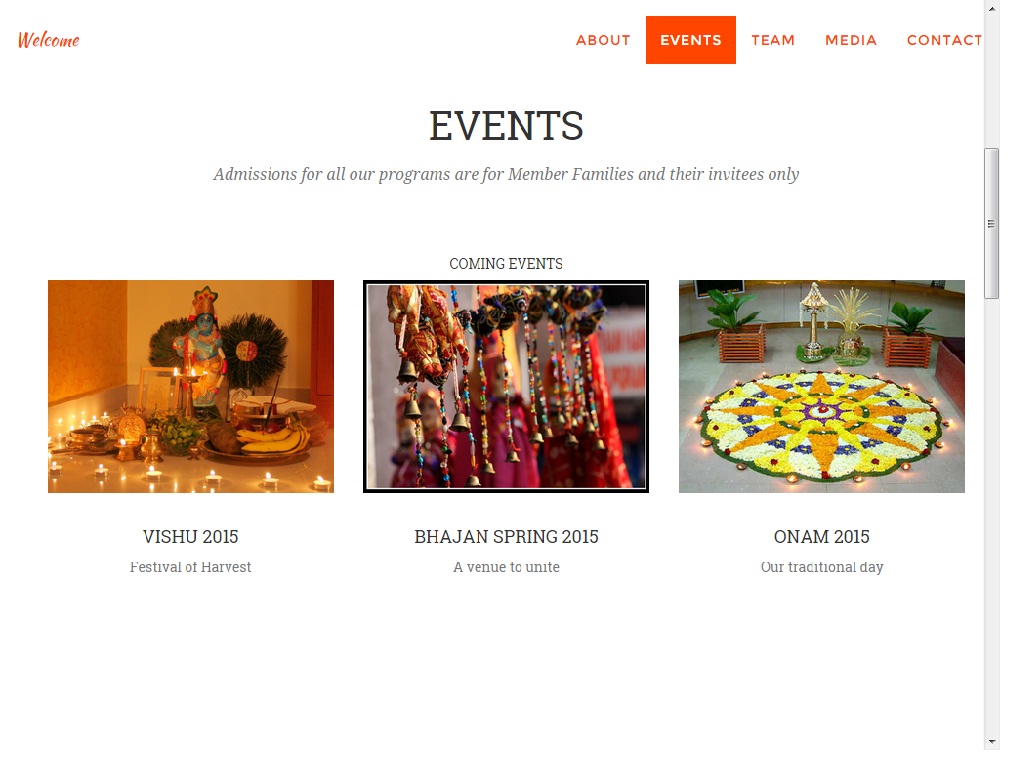 Welcome
ABOUT EVENTS TEAM MEDIA CONTACT
EVENTS
Admissions for all our programs are for Member Families and their invitees only
COMING EVENTS
VISHU 2015 BHAJAN SPRING 2015 ONAM 2015
Festival of Harvest A venue to unite Our traditional day